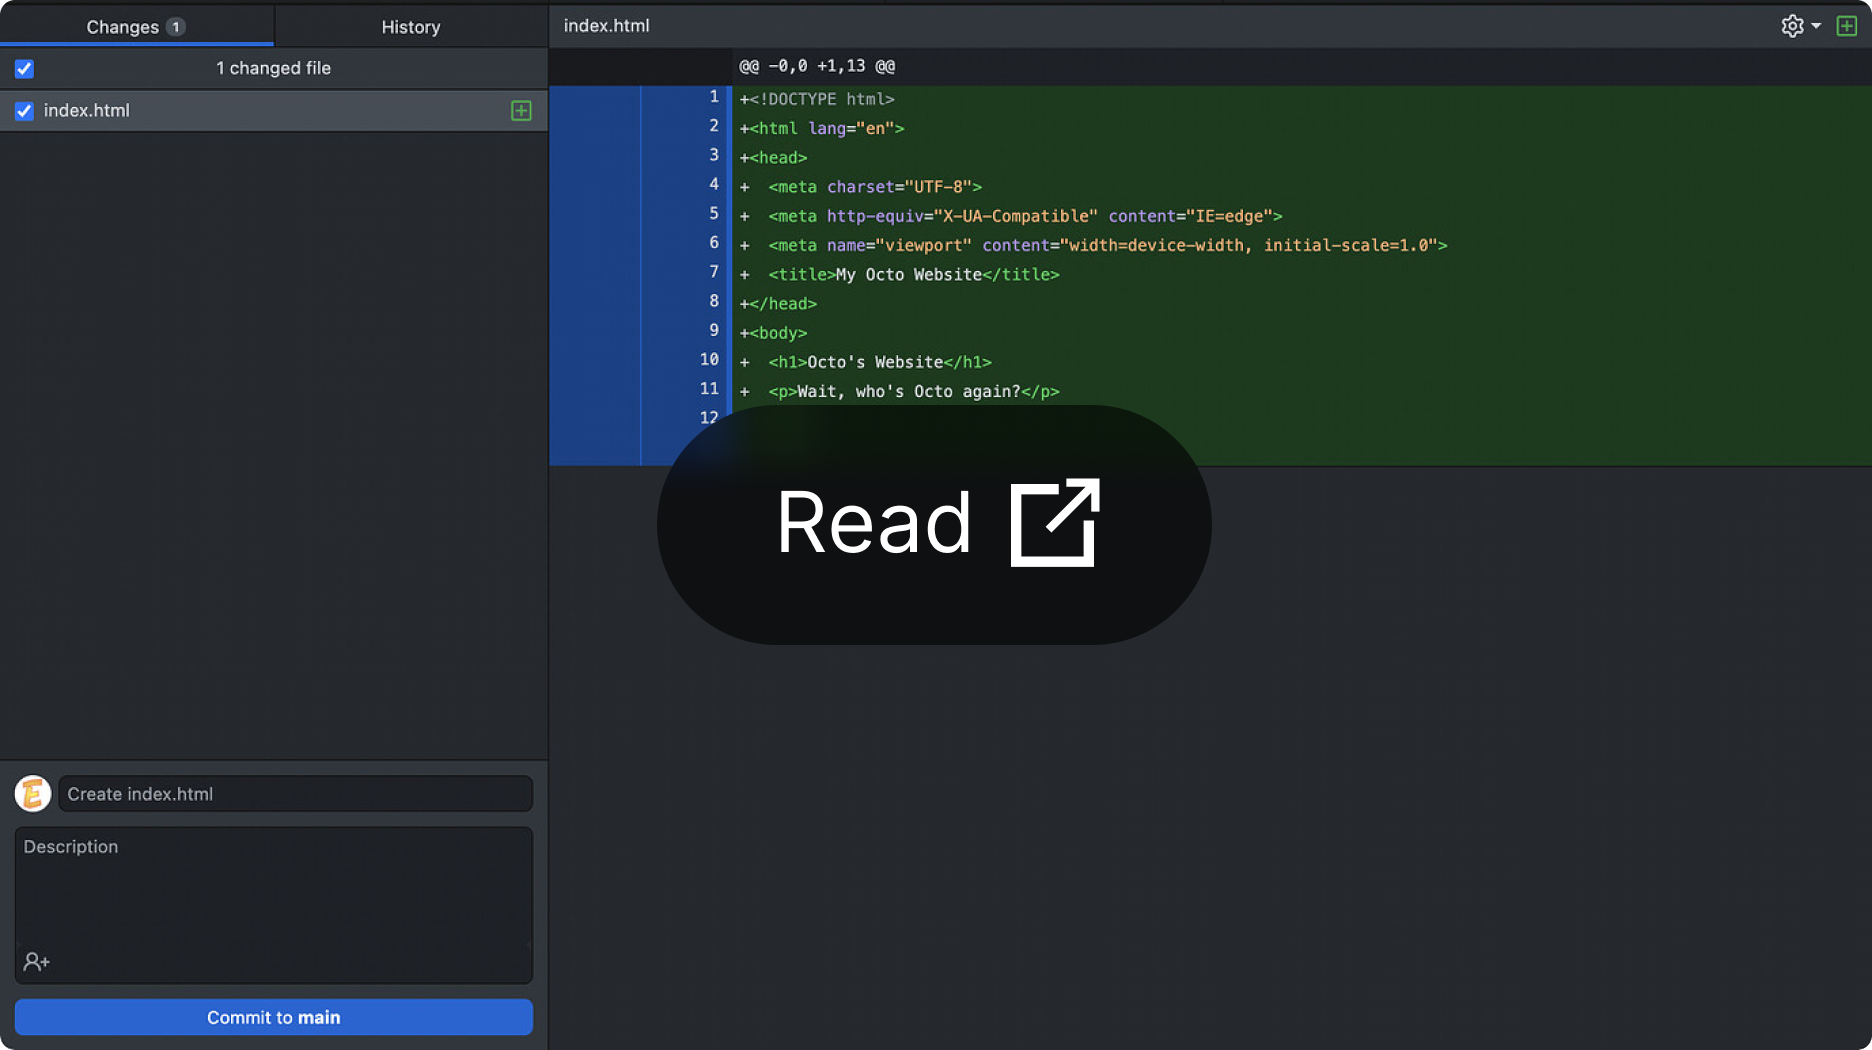 Changes 1
History
index.html
1 changed file
index.html
@@ -0,0 +1,13 @@
1 +<!DOCTYPE html>
2 +<html lang="en">
3 +<head>
4 +  <meta charset="UTF-8">
5 +  <meta http-equiv="X-UA-Compatible" content="IE=edge">
6 +  <meta name="viewport" content="width=device-width, initial-scale=1.0">
7 +  <title>My Octo Website</title>
8 +</head>
9 +<body>
10 +  <h1>Octo's Website</h1>
11 +  <p>Wait, who's Octo again?</p>
12
Read
E
Create index.html
Description
Commit to main